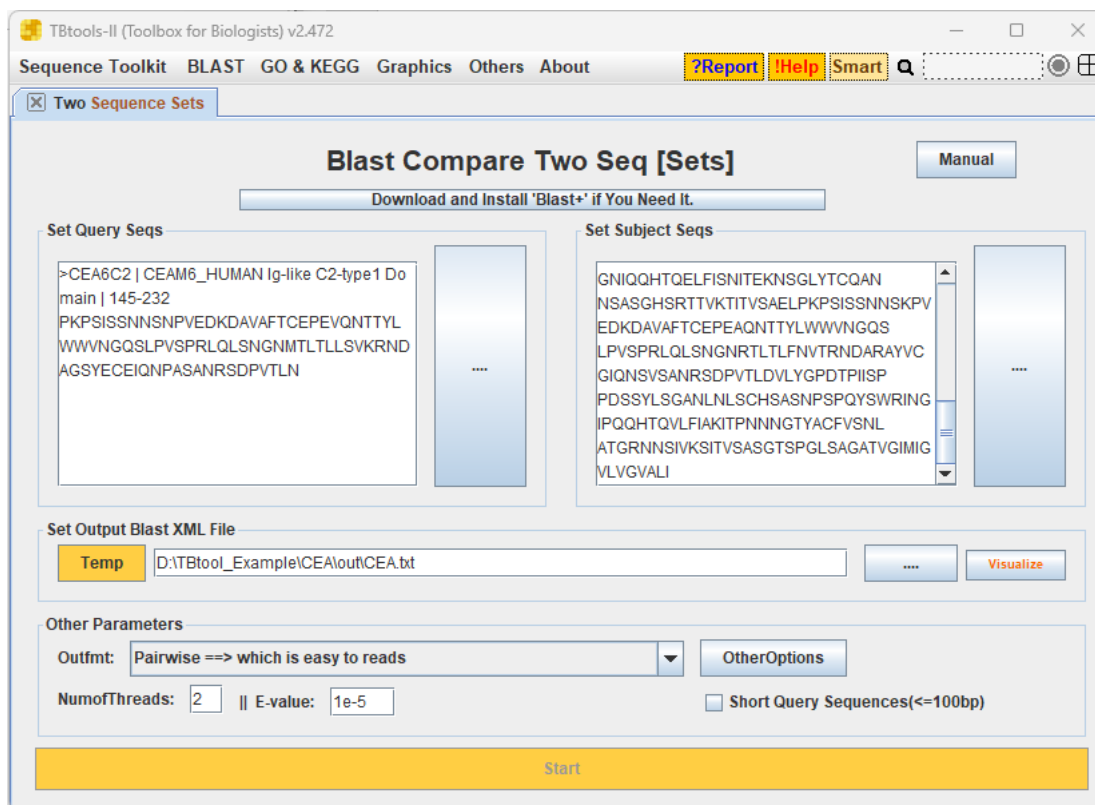 TBtools-II (Toolbox for Biologists) v2.472
Sequence Toolkit BLAST GO & KEGG Graphics Others About ?Report !Help Smart
Two Sequence Sets
Blast Compare Two Seq [Sets]
Manual
Download and Install 'Blast+' if You Need It.
Set Query Seqs
>CEA6C2 | CEAM6_HUMAN Ig-like C2-type1 Do
main | 145-232
PKPSISSNNSNPVEDKDAVAFTCEPEVQNTTYL
WWVNGQSLPVSPRLQLSNGNMTLTLLSVKRND
AGSYECEIQNPASANRSDPVTLN
....
Set Subject Seqs
GNIQQHTQELFISNITEKNSGLYTCQAN
NSASGHSRTTVKTITVSAELPKPSISSNNSKPV
EDKDAVAFTCEPEAQNTTYLWWVNGQS
LPVSPRLQLSNGNRTLTLFNVTRNDARAYVC
GIQNSVSANRSDPVTLDVLYGPDTPIISP
PDSSYLSGANLNLSCHSASNPSPQYSWRING
IPQQHTQVLFIAKITPNNNGTYACFVSNL
ATGRNNSIVKSITVSASGTSPGLSAGATVGIMIG
VLVGVALI
....
Set Output Blast XML File
Temp D:\TBtool_Example\CEA\out\CEA.txt .... Visualize
Other Parameters
Outfmt: Pairwise ==> which is easy to reads OtherOptions
NumofThreads: 2 || E-value: 1e-5 Short Query Sequences(<=100bp)
Start